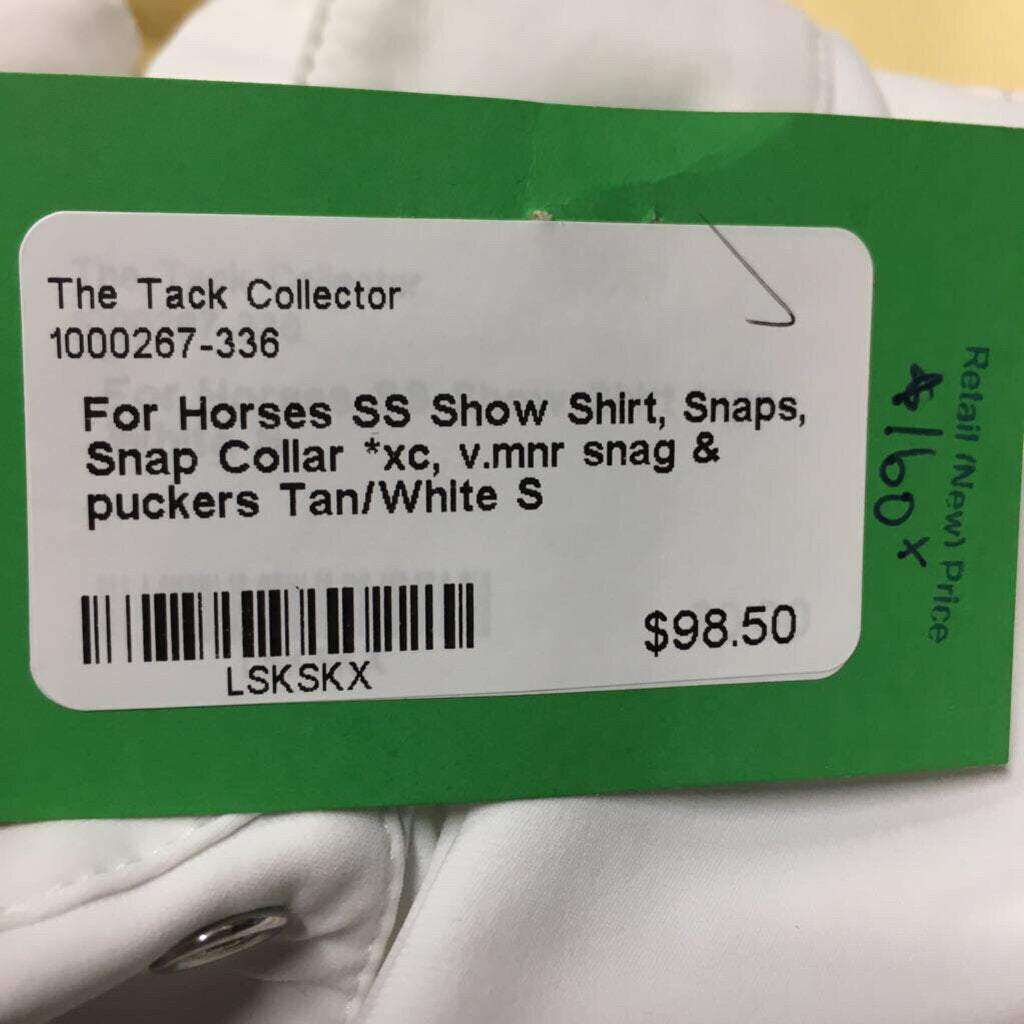 The Tack Collector
1000267-336
For Horses SS Show Shirt, Snaps,
Snap Collar *xc, v.mnr snag &
puckers Tan/White S
LSKSKX
$98.50
Retail (New) Price
$160x